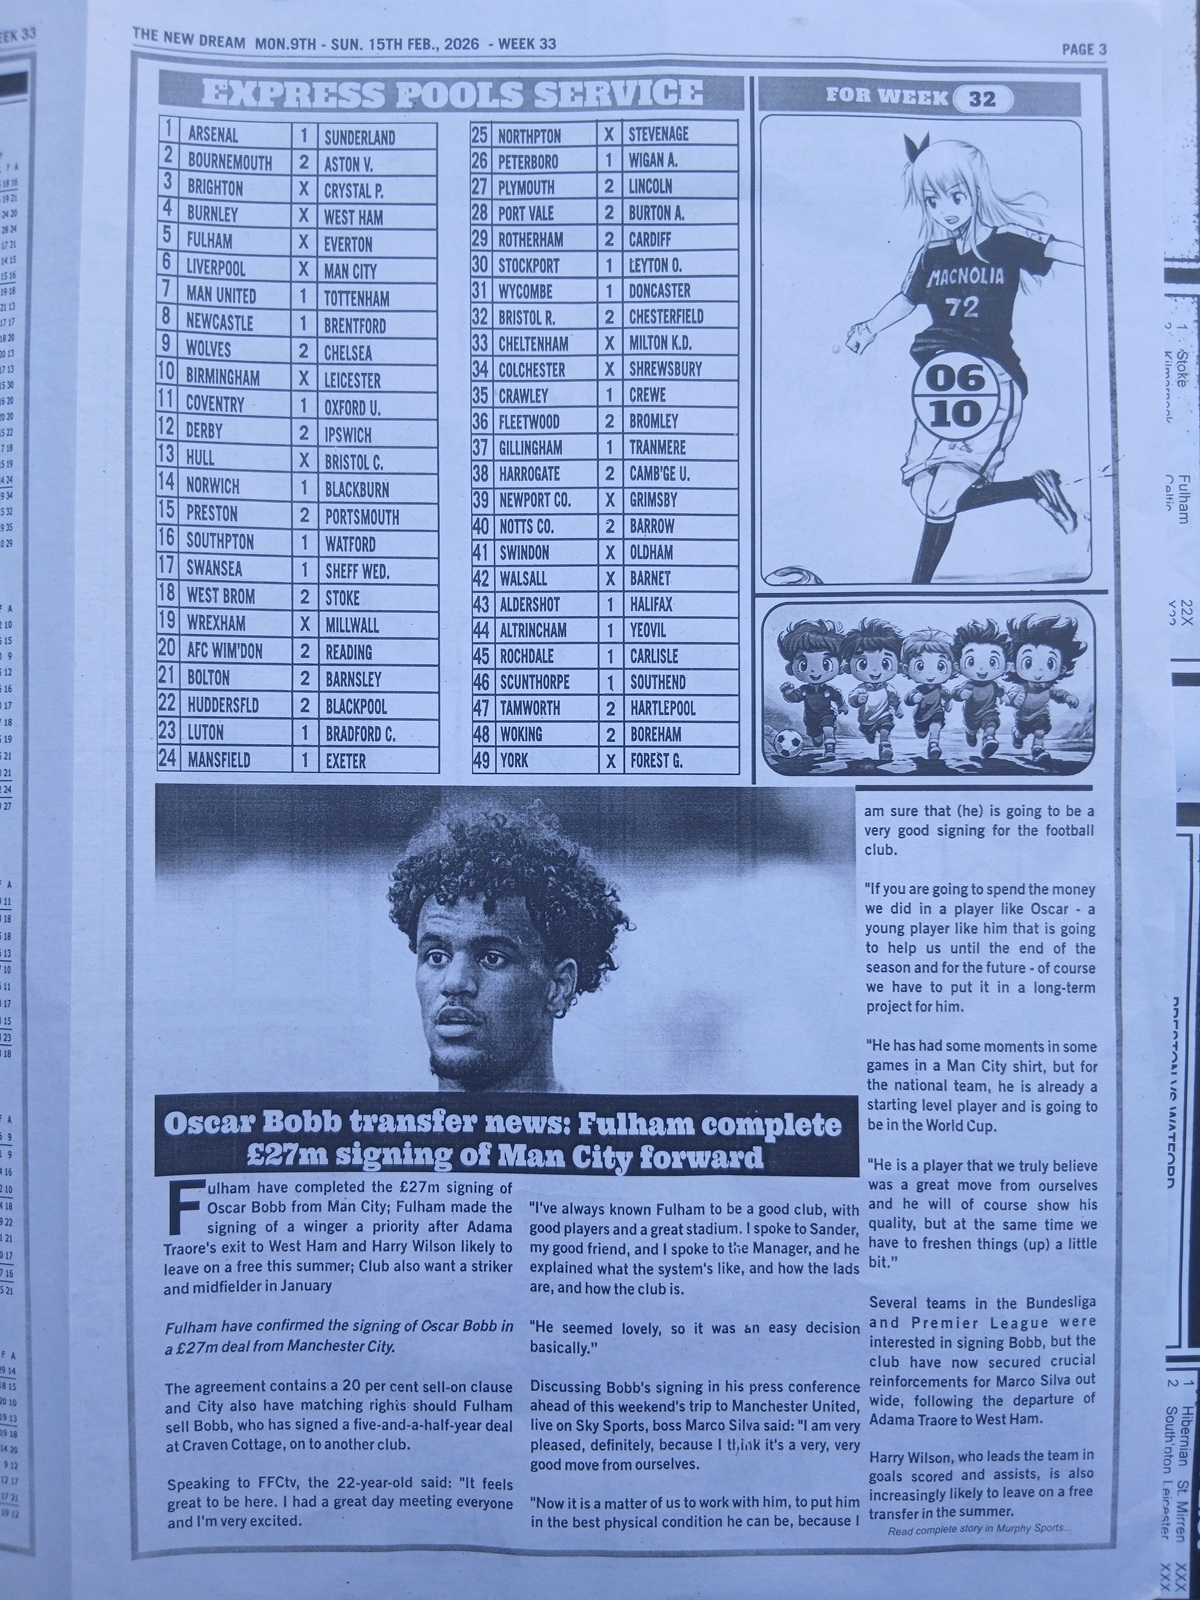 THE NEW DREAM MON.9TH - SUN. 15TH FEB., 2026 - WEEK 33
PAGE 3
EXPRESS POOLS SERVICE
1 ARSENAL 1 SUNDERLAND
2 BOURNEMOUTH 2 ASTON V.
3 BRIGHTON X CRYSTAL P.
4 BURNLEY X WEST HAM
5 FULHAM X EVERTON
6 LIVERPOOL X MAN CITY
7 MAN UNITED 1 TOTTENHAM
8 NEWCASTLE 1 BRENTFORD
9 WOLVES 2 CHELSEA
10 BIRMINGHAM X LEICESTER
11 COVENTRY 1 OXFORD U.
12 DERBY 2 IPSWICH
13 HULL X BRISTOL C.
14 NORWICH 1 BLACKBURN
15 PRESTON 2 PORTSMOUTH
16 SOUTHPTON 1 WATFORD
17 SWANSEA 1 SHEFF WED.
18 WEST BROM 2 STOKE
19 WREXHAM X MILLWALL
20 AFC WIM'DON 2 READING
21 BOLTON 2 BARNSLEY
22 HUDDERSFLD 2 BLACKPOOL
23 LUTON 1 BRADFORD C.
24 MANSFIELD 1 EXETER
25 NORTHPTON X STEVENAGE
26 PETERBORO 1 WIGAN A.
27 PLYMOUTH 2 LINCOLN
28 PORT VALE 2 BURTON A.
29 ROTHERHAM 2 CARDIFF
30 STOCKPORT 1 LEYTON O.
31 WYCOMBE 1 DONCASTER
32 BRISTOL R. 2 CHESTERFIELD
33 CHELTENHAM X MILTON K.D.
34 COLCHESTER X SHREWSBURY
35 CRAWLEY 1 CREWE
36 FLEETWOOD 2 BROMLEY
37 GILLINGHAM 1 TRANMERE
38 HARROGATE 2 CAMB'GE U.
39 NEWPORT CO. X GRIMSBY
40 NOTTS CO. 2 BARROW
41 SWINDON X OLDHAM
42 WALSALL X BARNET
43 ALDERSHOT 1 HALIFAX
44 ALTRINCHAM 1 YEOVIL
45 ROCHDALE 1 CARLISLE
46 SCUNTHORPE 1 SOUTHEND
47 TAMWORTH 2 HARTLEPOOL
48 WOKING 2 BOREHAM
49 YORK X FOREST G.
FOR WEEK 32
MACNOLIA
72
06
10
Oscar Bobb transfer news: Fulham complete
£27m signing of Man City forward
Fulham have completed the £27m signing of
Oscar Bobb from Man City; Fulham made the
signing of a winger a priority after Adama
Traore's exit to West Ham and Harry Wilson likely to
leave on a free this summer; Club also want a striker
and midfielder in January
Fulham have confirmed the signing of Oscar Bobb in
a £27m deal from Manchester City.
The agreement contains a 20 per cent sell-on clause
and City also have matching rights should Fulham
sell Bobb, who has signed a five-and-a-half-year deal
at Craven Cottage, on to another club.
Speaking to FFCtv, the 22-year-old said: "It feels
great to be here. I had a great day meeting everyone
and I'm very excited.
"I've always known Fulham to be a good club, with
good players and a great stadium. I spoke to Sander,
my good friend, and I spoke to the Manager, and he
explained what the system's like, and how the lads
are, and how the club is.
"He seemed lovely, so it was an easy decision
basically."
Discussing Bobb's signing in his press conference
ahead of this weekend's trip to Manchester United,
live on Sky Sports, boss Marco Silva said: "I am very
pleased, definitely, because I think it's a very, very
good move from ourselves.
"Now it is a matter of us to work with him, to put him
in the best physical condition he can be, because I
am sure that (he) is going to be a
very good signing for the football
club.
"If you are going to spend the money
we did in a player like Oscar - a
young player like him that is going
to help us until the end of the
season and for the future - of course
we have to put it in a long-term
project for him.
"He has had some moments in some
games in a Man City shirt, but for
the national team, he is already a
starting level player and is going to
be in the World Cup.
"He is a player that we truly believe
was a great move from ourselves
and he will of course show his
quality, but at the same time we
have to freshen things (up) a little
bit."
Several teams in the Bundesliga
and Premier League were
interested in signing Bobb, but the
club have now secured crucial
reinforcements for Marco Silva out
wide, following the departure of
Adama Traore to West Ham.
Harry Wilson, who leads the team in
goals scored and assists, is also
increasingly likely to leave on a free
transfer in the summer.
Read complete story in Murphy Sports...
1 Stoke
Fulham
22X
1 Hibernian St. Mirren XXX
2 South'pton Leicester XXX